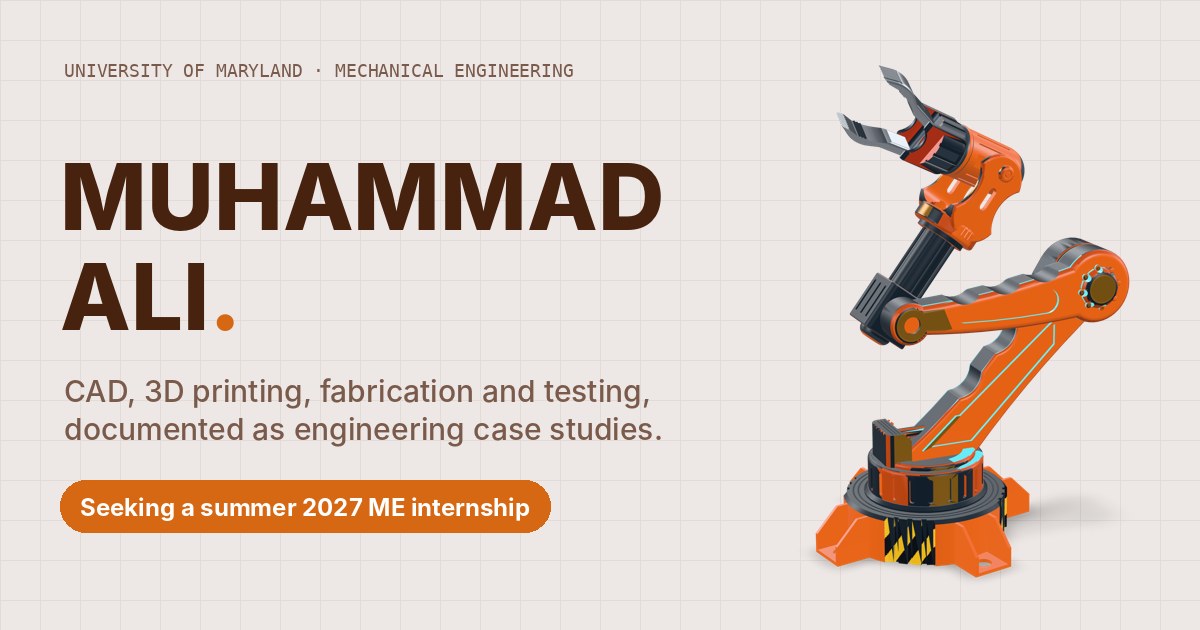 UNIVERSITY OF MARYLAND · MECHANICAL ENGINEERING
MUHAMMAD
ALI.
CAD, 3D printing, fabrication and testing,
documented as engineering case studies.
Seeking a summer 2027 ME internship